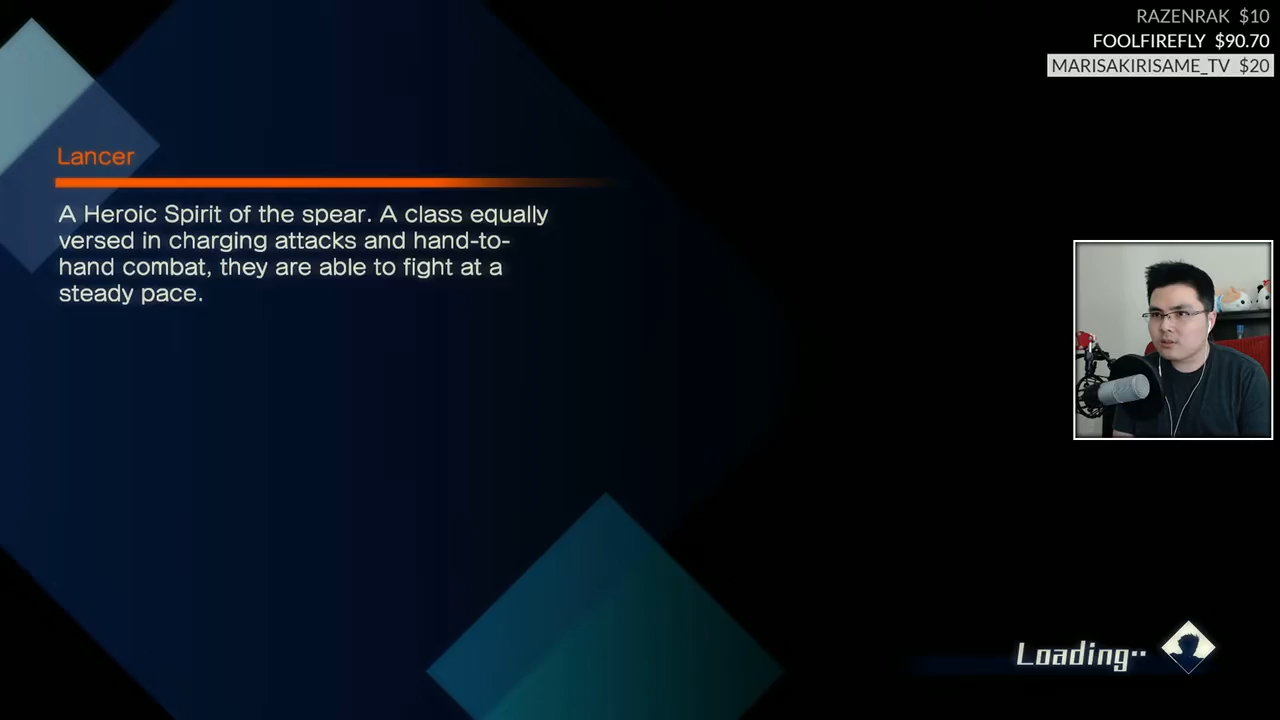 RAZENRAK $10
FOOLFIREFLY $90.70
MARISAKIRISAME_TV $20
Lancer
A Heroic Spirit of the spear. A class equally
versed in charging attacks and hand-to-
hand combat, they are able to fight at a
steady pace.
Loading··